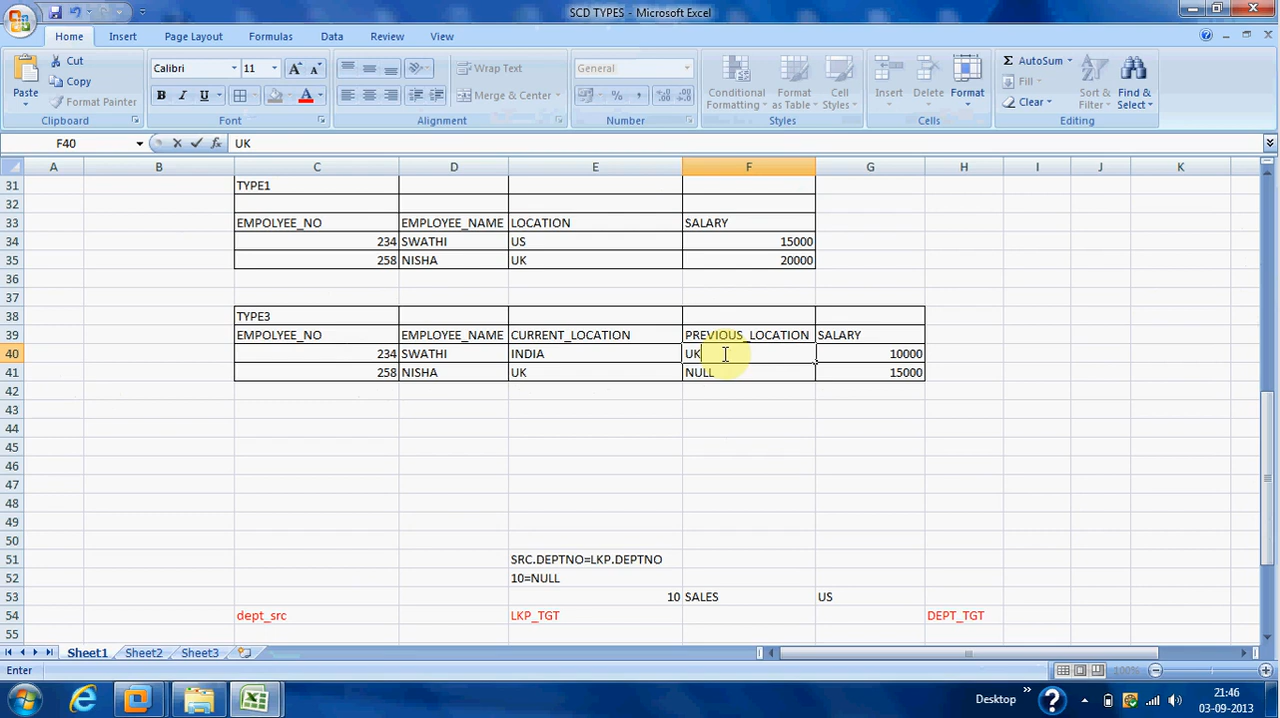 SCD TYPES - Microsoft Excel
Home Insert Page Layout Formulas Data Review View
Paste
Cut
Copy
Format Painter
Clipboard
Calibri 11
B I U
Font
Wrap Text
Merge & Center
Alignment
General
Number
Conditional Formatting
Format as Table
Cell Styles
Styles
Insert Delete Format
Cells
AutoSum
Fill
Clear
Sort & Filter
Find & Select
Editing
F40 UK
A B C D E F G H I J K
31 TYPE1
32
33 EMPOLYEE_NO EMPLOYEE_NAME LOCATION SALARY
34 234 SWATHI US 15000
35 258 NISHA UK 20000
36
37
38 TYPE3
39 EMPOLYEE_NO EMPLOYEE_NAME CURRENT_LOCATION PREVIOUS_LOCATION SALARY
40 234 SWATHI INDIA UK 10000
41 258 NISHA UK NULL 15000
42
43
44
45
46
47
48
49
50
51 SRC.DEPTNO=LKP.DEPTNO
52 10=NULL
53 10 SALES US
54 dept_src LKP_TGT DEPT_TGT
55
Sheet1 Sheet2 Sheet3
Enter 100%
Desktop 21:46
03-09-2013